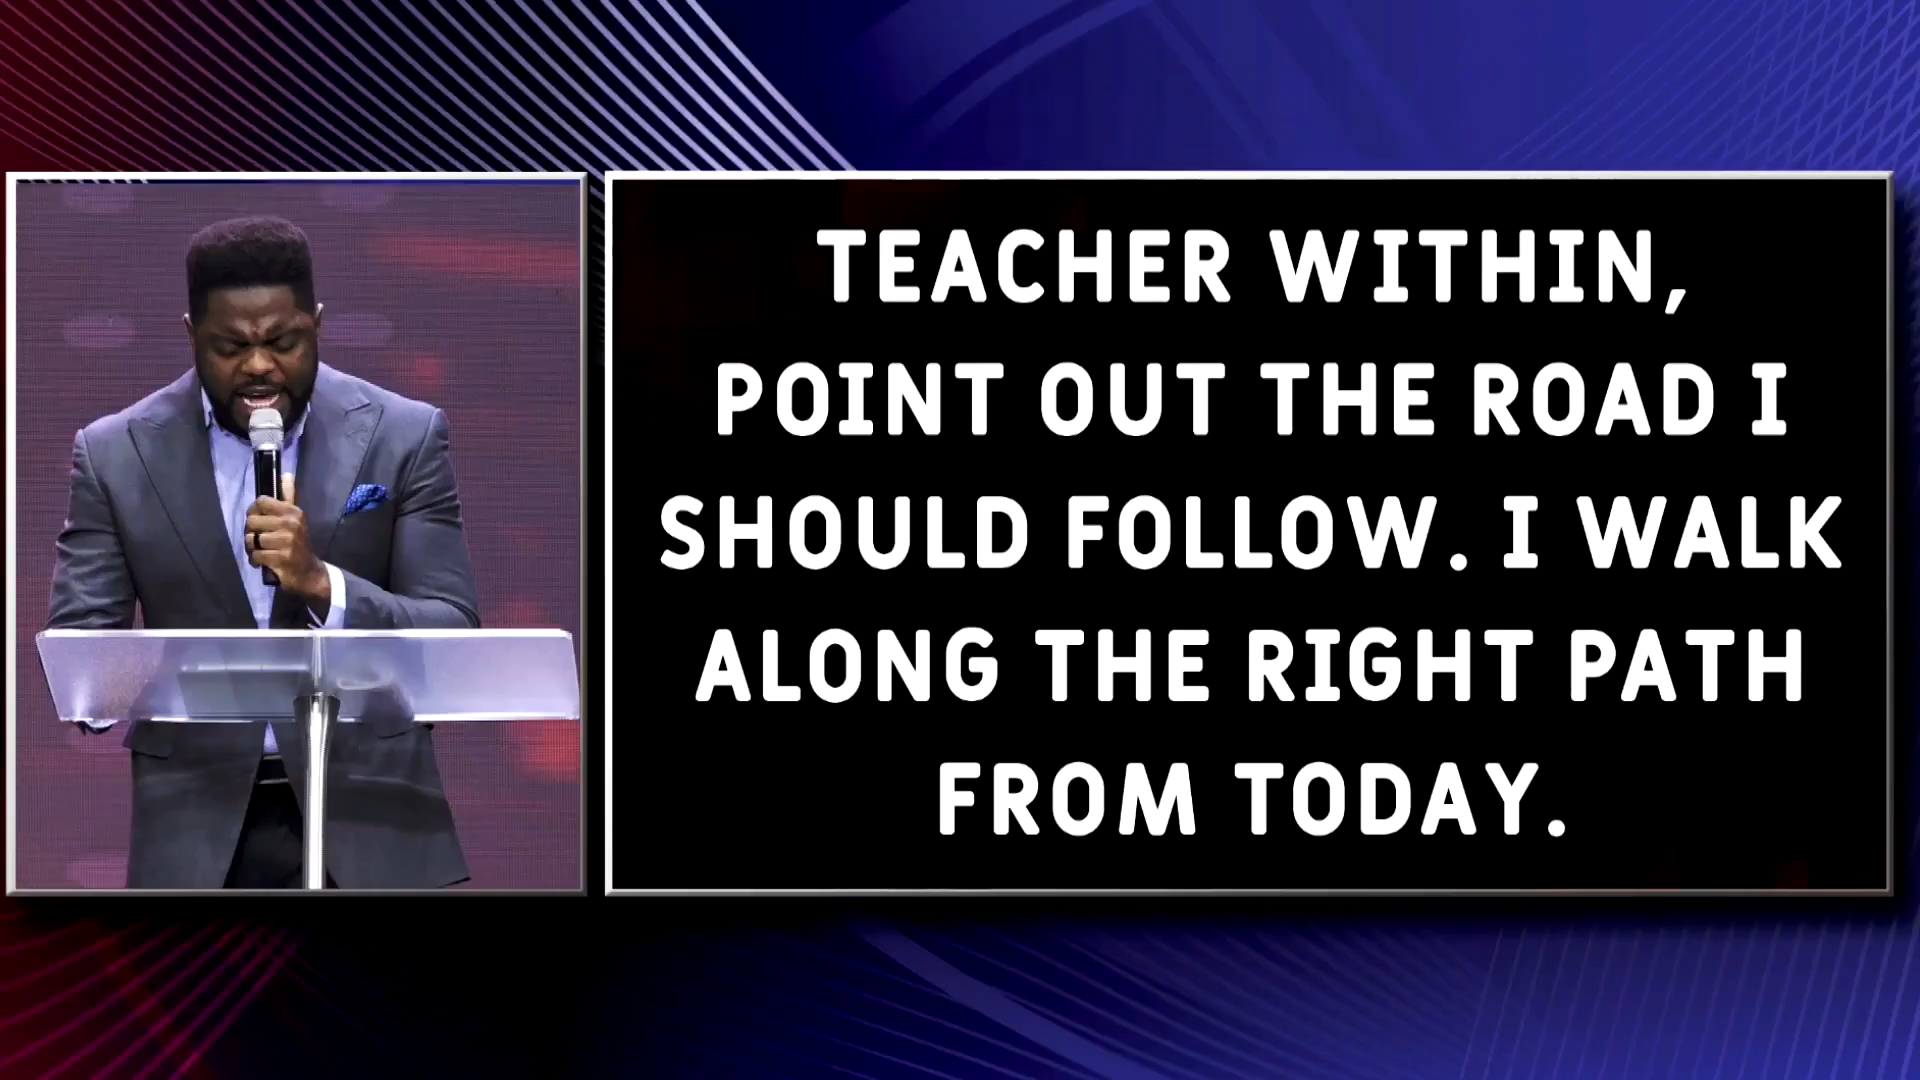 TEACHER WITHIN,
POINT OUT THE ROAD I
SHOULD FOLLOW. I WALK
ALONG THE RIGHT PATH
FROM TODAY.